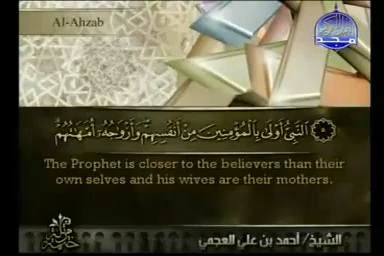 Al-Ahzab
النَّبِيُّ أَوْلَىٰ بِالْمُؤْمِنِينَ مِنْ أَنفُسِهِمْ وَأَزْوَاجُهُ أُمَّهَاتُهُمْ
The Prophet is closer to the believers than their
own selves and his wives are their mothers.
الشيخ/ أحمد بن علي العجمي